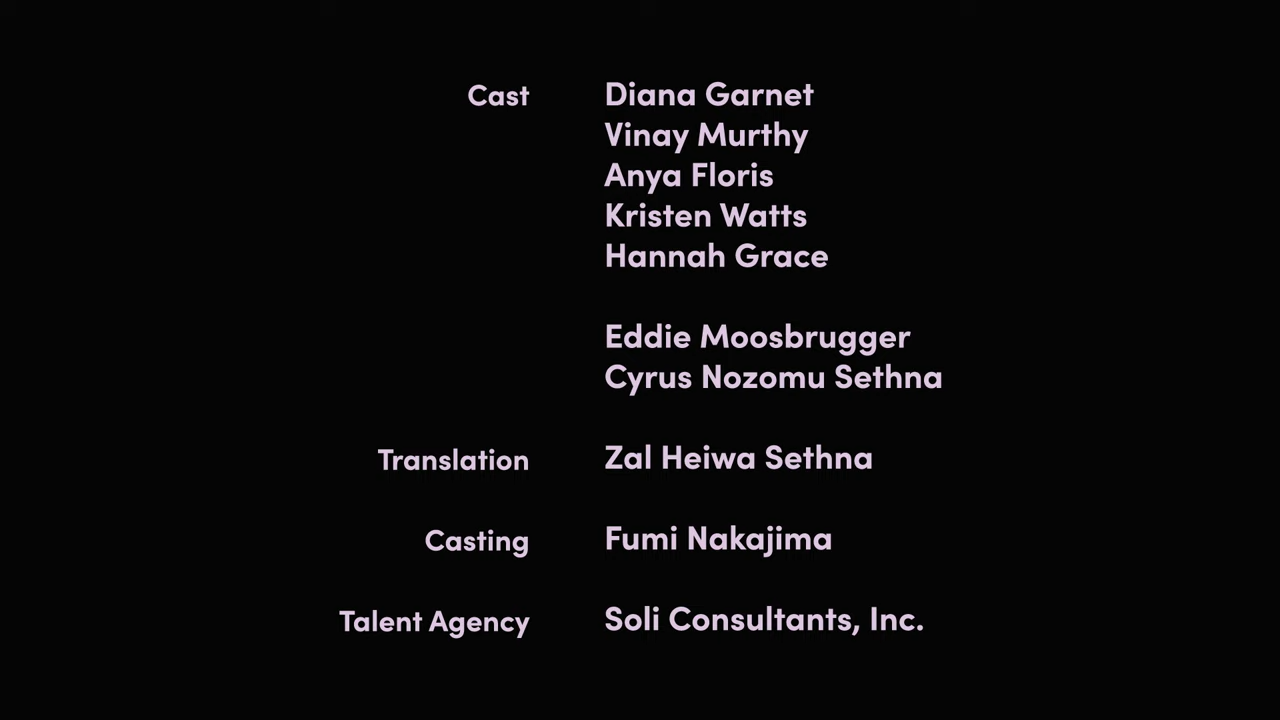 Cast Diana Garnet
Vinay Murthy
Anya Floris
Kristen Watts
Hannah Grace
Eddie Moosbrugger
Cyrus Nozomu Sethna
Translation Zal Heiwa Sethna
Casting Fumi Nakajima
Talent Agency Soli Consultants, Inc.